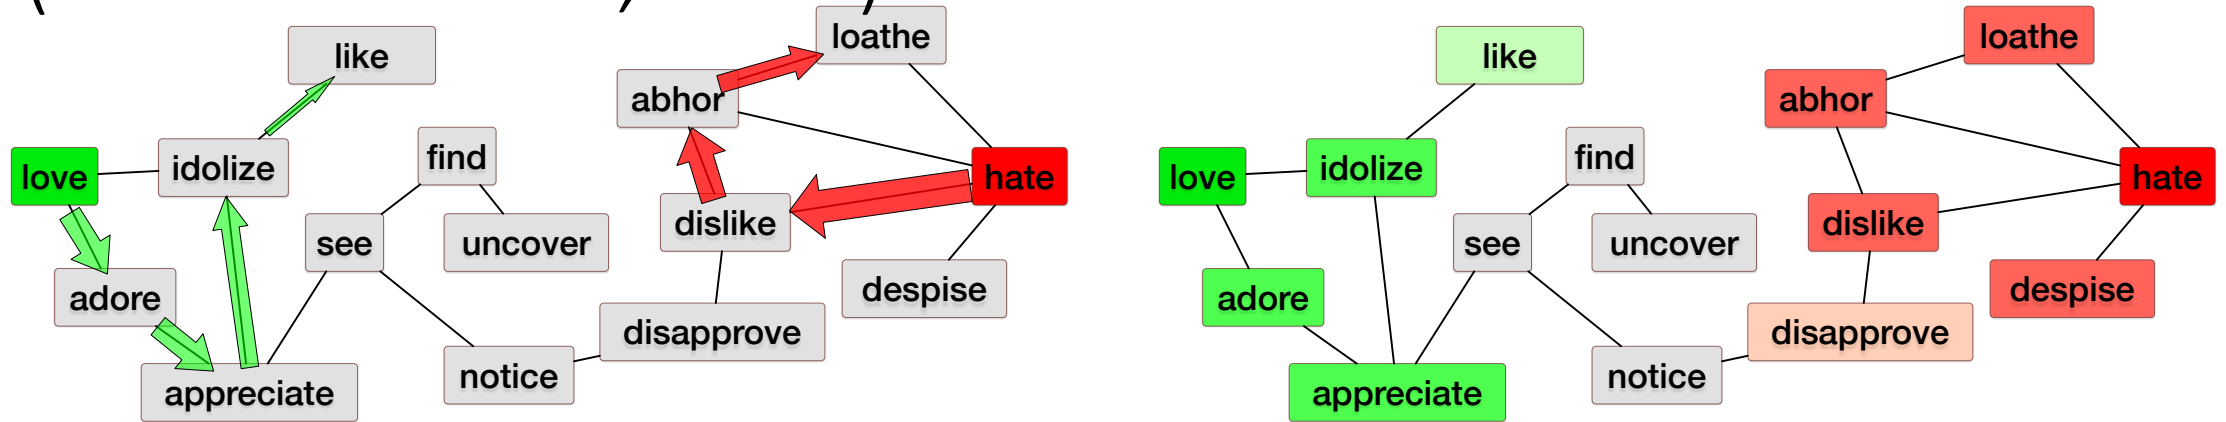 like
loathe
abhor
find
love
idolize
hate
dislike
see
uncover
adore
despise
disapprove
notice
appreciate
like
loathe
abhor
find
love
idolize
hate
dislike
see
uncover
adore
despise
disapprove
notice
appreciate